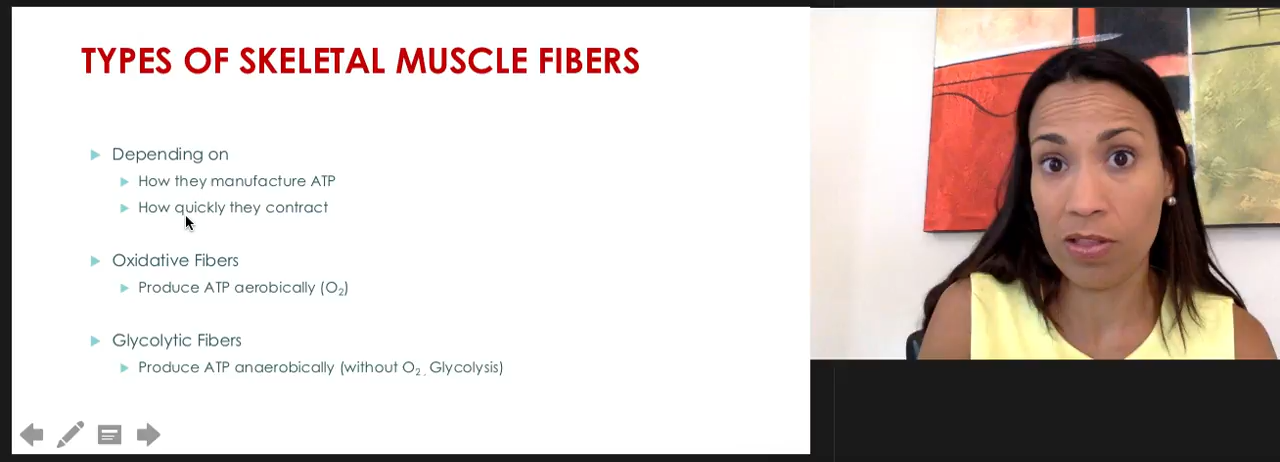 TYPES OF SKELETAL MUSCLE FIBERS
Depending on
How they manufacture ATP
How quickly they contract
Oxidative Fibers
Produce ATP aerobically (O₂)
Glycolytic Fibers
Produce ATP anaerobically (without O₂ , Glycolysis)